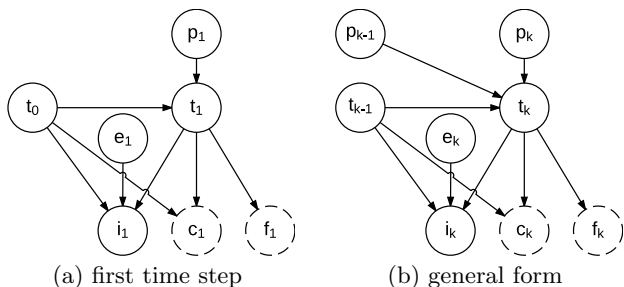 p₁
t₀ t₁
e₁
i₁ c₁ f₁
(a) first time step
pₖ₋₁ pₖ
tₖ₋₁ tₖ
eₖ
iₖ cₖ fₖ
(b) general form